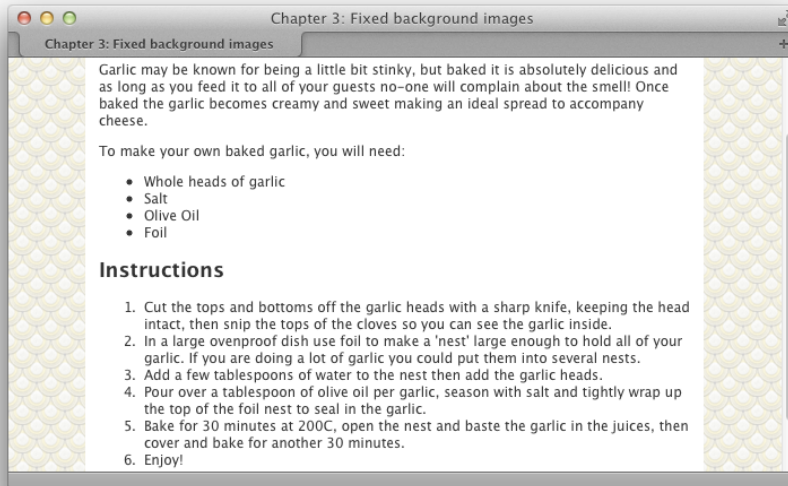 Chapter 3: Fixed background images
Chapter 3: Fixed background images
Garlic may be known for being a little bit stinky, but baked it is absolutely delicious and
as long as you feed it to all of your guests no-one will complain about the smell! Once
baked the garlic becomes creamy and sweet making an ideal spread to accompany
cheese.
To make your own baked garlic, you will need:
• Whole heads of garlic
• Salt
• Olive Oil
• Foil
Instructions
1. Cut the tops and bottoms off the garlic heads with a sharp knife, keeping the head
intact, then snip the tops of the cloves so you can see the garlic inside.
2. In a large ovenproof dish use foil to make a 'nest' large enough to hold all of your
garlic. If you are doing a lot of garlic you could put them into several nests.
3. Add a few tablespoons of water to the nest then add the garlic heads.
4. Pour over a tablespoon of olive oil per garlic, season with salt and tightly wrap up
the top of the foil nest to seal in the garlic.
5. Bake for 30 minutes at 200C, open the nest and baste the garlic in the juices, then
cover and bake for another 30 minutes.
6. Enjoy!